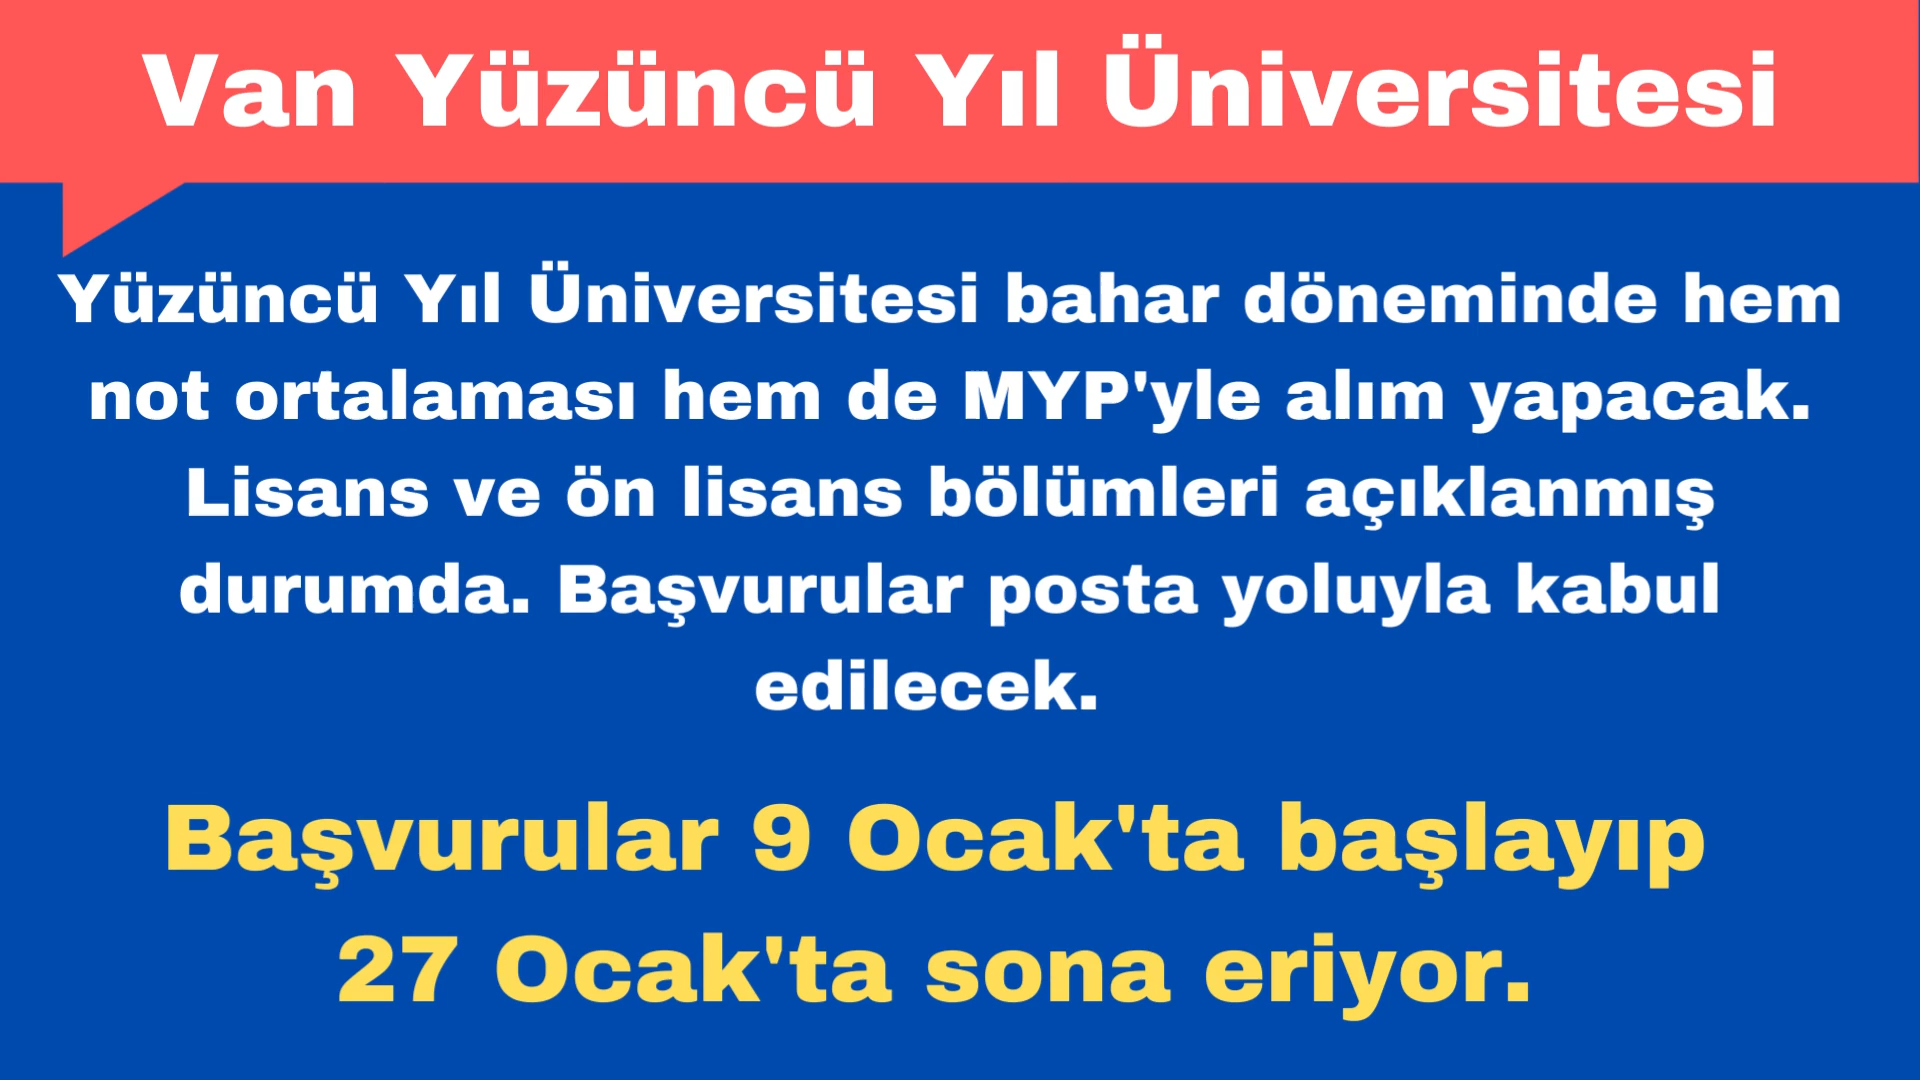 Van Yüzüncü Yıl Üniversitesi
Yüzüncü Yıl Üniversitesi bahar döneminde hem
not ortalaması hem de MYP'yle alım yapacak.
Lisans ve ön lisans bölümleri açıklanmış
durumda. Başvurular posta yoluyla kabul
edilecek.
Başvurular 9 Ocak'ta başlayıp
27 Ocak'ta sona eriyor.